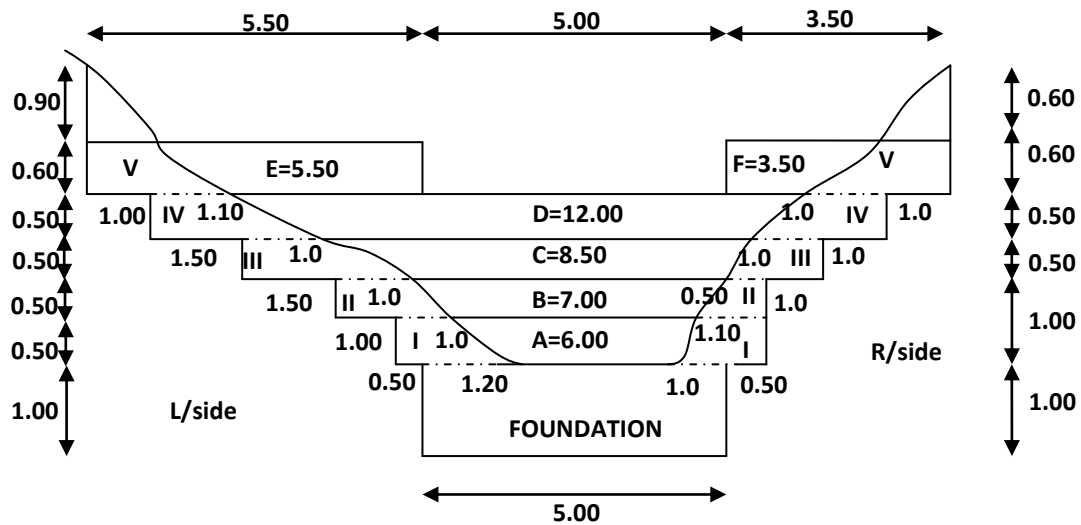 5.50 5.00 3.50
0.90 0.60
0.60 V E=5.50 F=3.50 V 0.60
0.50 1.00 IV 1.10 D=12.00 1.0 IV 1.0 0.50
0.50 1.50 III 1.0 C=8.50 1.0 III 1.0 0.50
0.50 1.50 II 1.0 B=7.00 0.50 II 1.0 1.00
0.50 1.00 I 1.0 A=6.00 1.10 I R/side
0.50 1.20 1.0 0.50
1.00 L/side 1.00
FOUNDATION
5.00